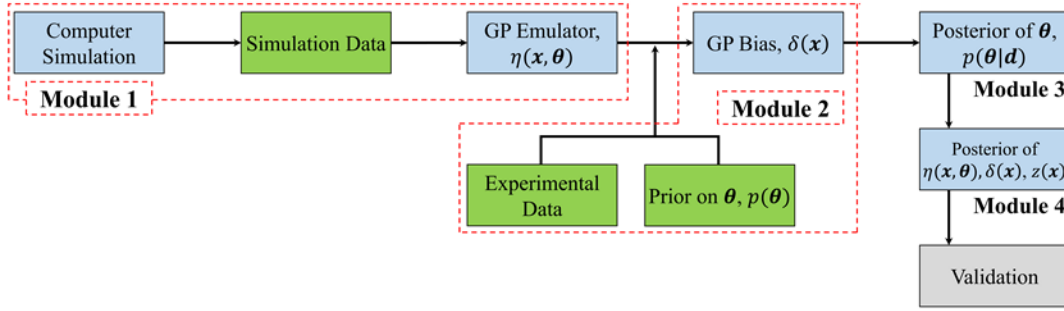 Computer
Simulation
Simulation Data
GP Emulator,
η(x, θ)
GP Bias, δ(x)
Posterior of θ,
p(θ|d)
Module 1
Module 2
Module 3
Experimental
Data
Prior on θ, p(θ)
Posterior of
η(x, θ), δ(x), z(x)
Module 4
Validation